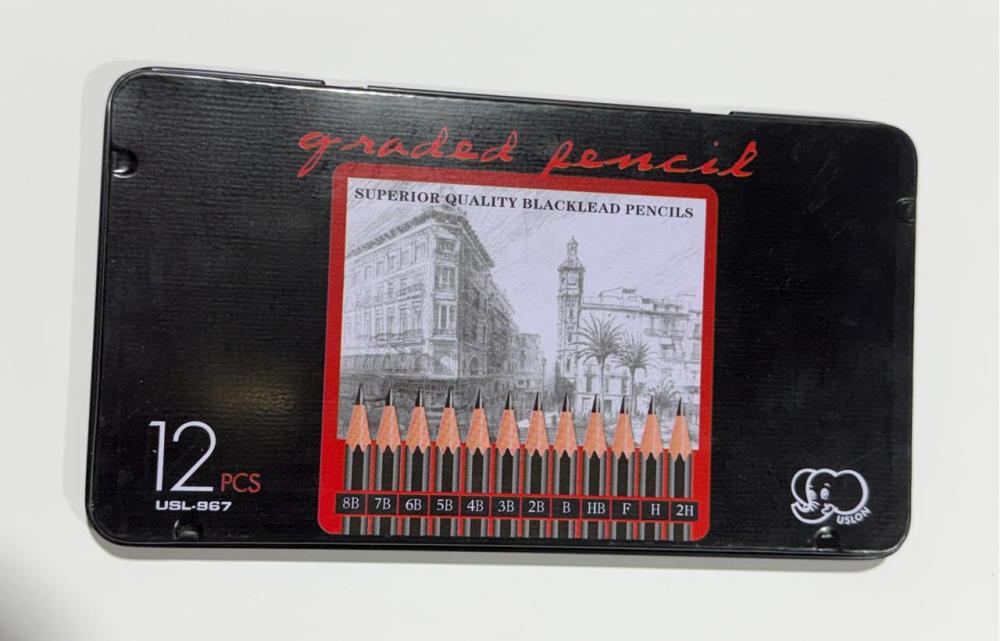 graded pencil
SUPERIOR QUALITY BLACKLEAD PENCILS
8B 7B 6B 5B 4B 3B 2B B HB F H 2H
12 PCS
USL-967
USLON